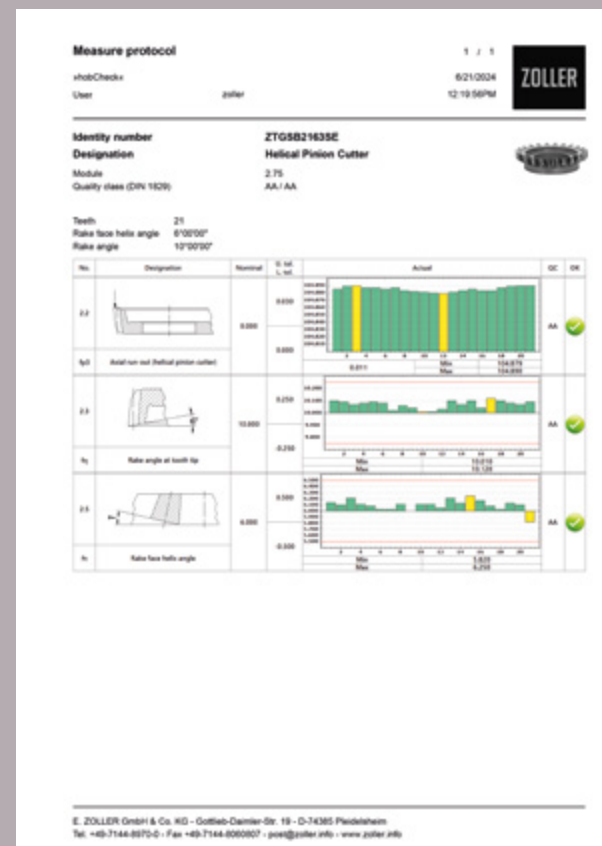 Measure protocol
1 / 1
»hobCheck«
6/21/2024
ZOLLER
User
zoller
12:19:56PM
Identity number
ZTGSB2163SE
Designation
Helical Pinion Cutter
Module
2.75
Quality class (DIN 1829)
AA / AA
Teeth
21
Rake face helix angle
6°00'00"
Rake angle
10°00'00"
No.
Designation
Nominal
U. tol.
L. tol.
Actual
QC
OK
2.2
0.000
0.000
AA
Axial run out (helical pinion cutter)
0.011
Min
104.879
Max
104.890
2.3
10.000
0.250
-0.250
AA
Rake angle at tooth tip
Min
10.010
Max
10.120
2.5
6.000
0.500
-0.500
AA
Rake face helix angle
Min
5.820
Max
6.250
E. ZOLLER GmbH & Co. KG - Gottlieb-Daimler-Str. 19 - D-74385 Pleidelsheim
Tel. +49-7144-8970-0 - Fax +49-7144-8060807 - post@zoller.info - www.zoller.info